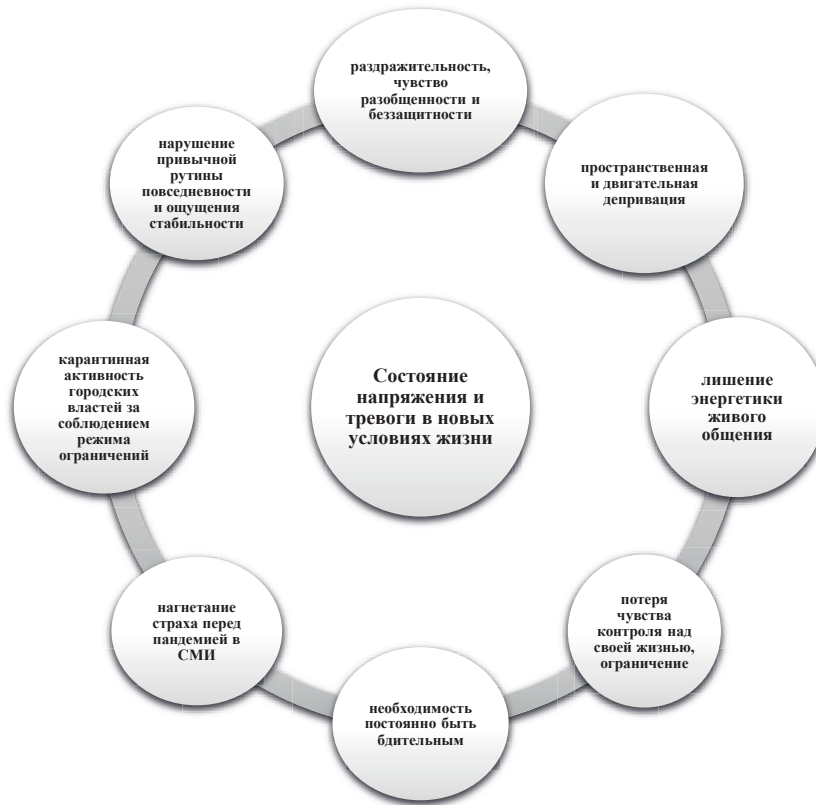 раздражительность,
чувство
разобщенности и
беззащитности
пространственная
и двигательная
депривация
лишение
энергетики
живого
общения
потеря
чувства
контроля над
своей жизнью,
ограничение
необходимость
постоянно быть
бдительным
нагнетание
страха перед
пандемией в
СМИ
карантинная
активность
городских
властей за
соблюдением
режима
ограничений
нарушение
привычной
рутины
повседневности
и ощущения
стабильности
Состояние
напряжения и
тревоги в новых
условиях жизни